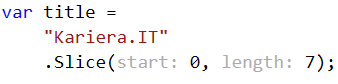 var title =
"Kariera.IT"
.Slice(start: 0, length: 7);